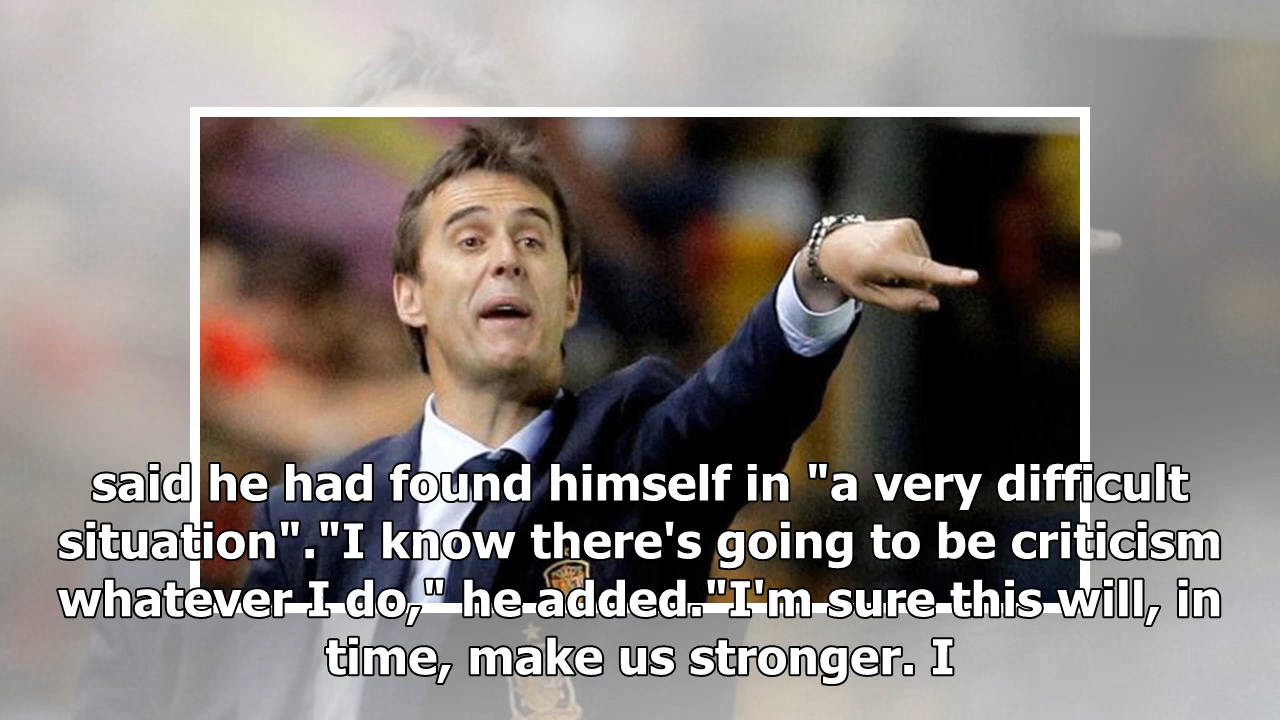 said he had found himself in "a very difficult
situation"."I know there's going to be criticism
whatever I do," he added."I'm sure this will, in
time, make us stronger. I